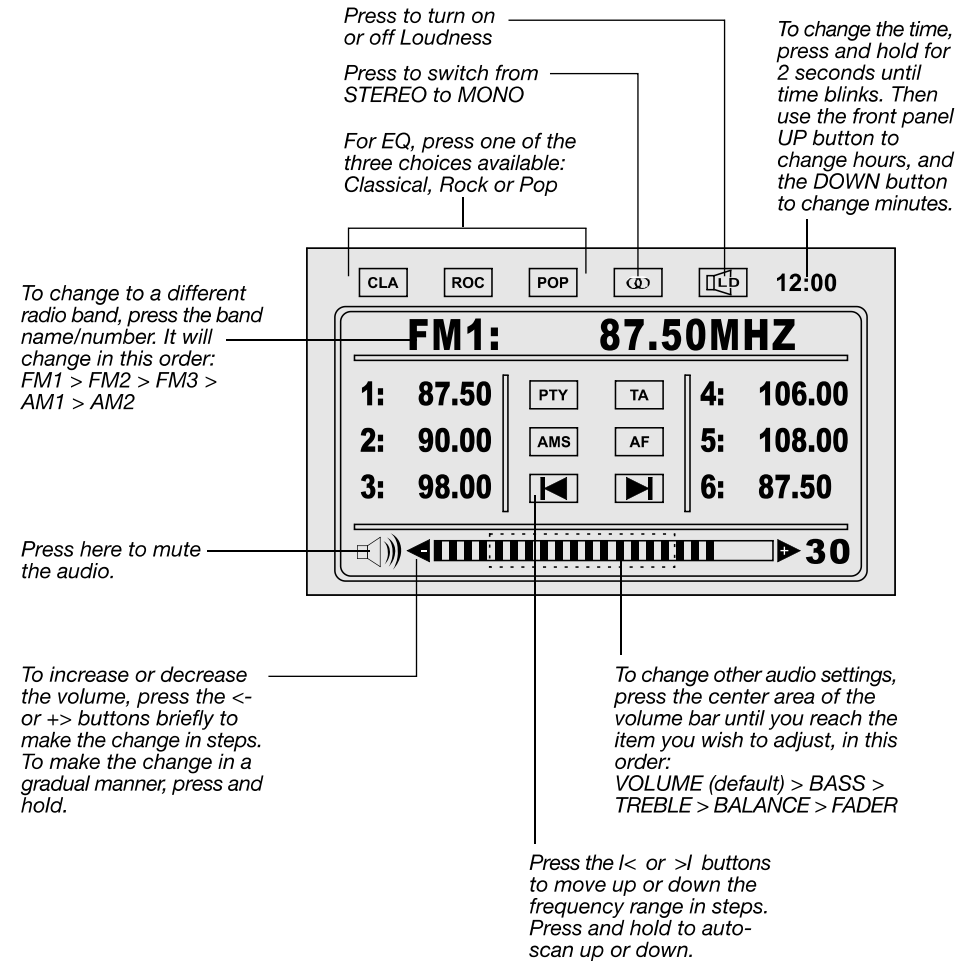 Press to turn on
or off Loudness
Press to switch from
STEREO to MONO
For EQ, press one of the
three choices available:
Classical, Rock or Pop
To change the time,
press and hold for
2 seconds until
time blinks. Then
use the front panel
UP button to
change hours, and
the DOWN button
to change minutes.
To change to a different
radio band, press the band
name/number. It will
change in this order:
FM1 > FM2 > FM3 >
AM1 > AM2
CLA ROC POP LD 12:00
FM1: 87.50MHZ
1: 87.50 PTY TA 4: 106.00
2: 90.00 AMS AF 5: 108.00
3: 98.00 6: 87.50
- + 30
Press here to mute
the audio.
To increase or decrease
the volume, press the <-
or +> buttons briefly to
make the change in steps.
To make the change in a
gradual manner, press and
hold.
To change other audio settings,
press the center area of the
volume bar until you reach the
item you wish to adjust, in this
order:
VOLUME (default) > BASS >
TREBLE > BALANCE > FADER
Press the I< or >I buttons
to move up or down the
frequency range in steps.
Press and hold to auto-
scan up or down.